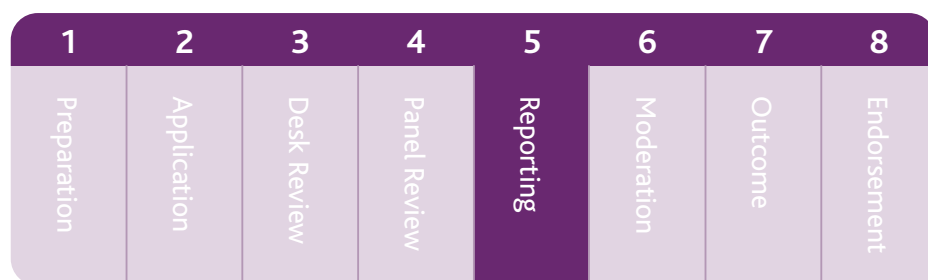 1 2 3 4 5 6 7 8
Preparation
Application
Desk Review
Panel Review
Reporting
Moderation
Outcome
Endorsement